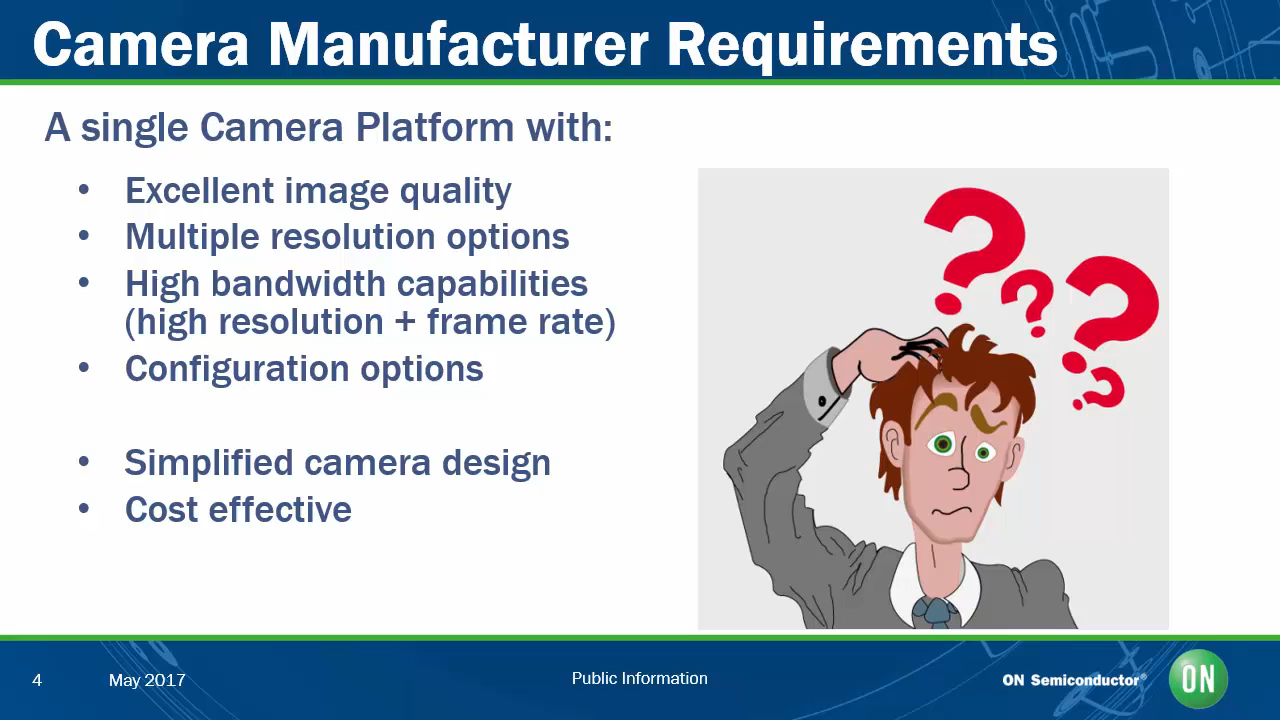 Camera Manufacturer Requirements
A single Camera Platform with:
• Excellent image quality
• Multiple resolution options
• High bandwidth capabilities
(high resolution + frame rate)
• Configuration options
• Simplified camera design
• Cost effective
? ? ? ?
4 May 2017 Public Information ON Semiconductor® ON